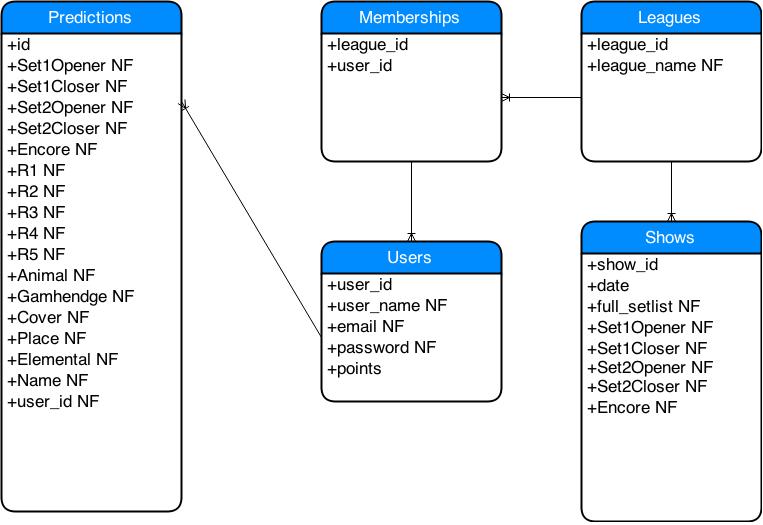 Predictions
+id
+Set1Opener NF
+Set1Closer NF
+Set2Opener NF
+Set2Closer NF
+Encore NF
+R1 NF
+R2 NF
+R3 NF
+R4 NF
+R5 NF
+Animal NF
+Gamhendge NF
+Cover NF
+Place NF
+Elemental NF
+Name NF
+user_id NF
Memberships
+league_id
+user_id
Leagues
+league_id
+league_name NF
Users
+user_id
+user_name NF
+email NF
+password NF
+points
Shows
+show_id
+date
+full_setlist NF
+Set1Opener NF
+Set1Closer NF
+Set2Opener NF
+Set2Closer NF
+Encore NF